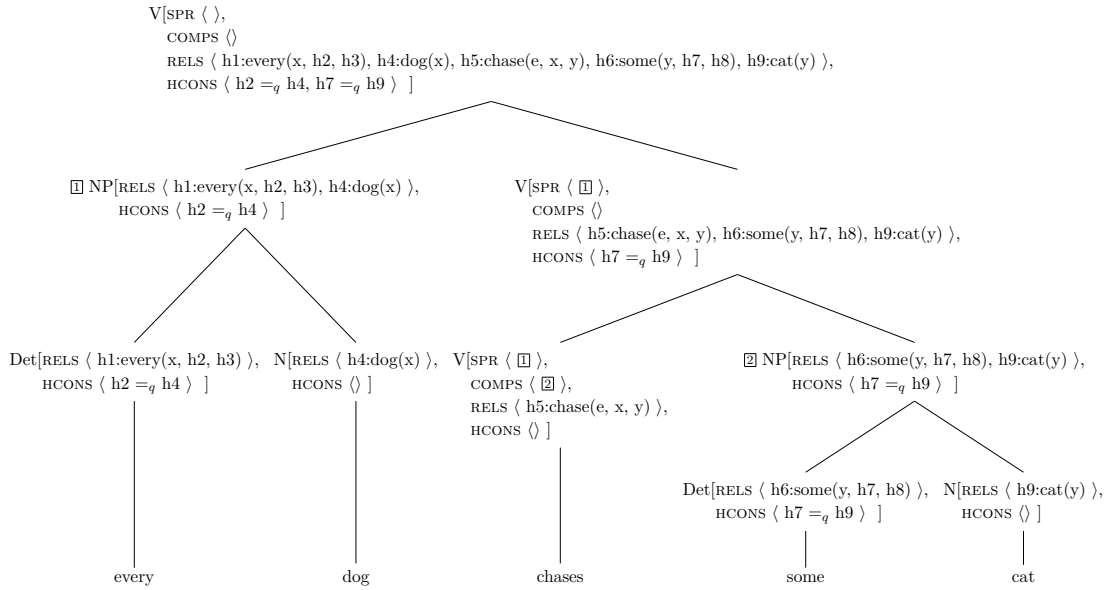 V[SPR ⟨ ⟩,
COMPS ⟨⟩
RELS ⟨ h1:every(x, h2, h3), h4:dog(x), h5:chase(e, x, y), h6:some(y, h7, h8), h9:cat(y) ⟩,
HCONS ⟨ h2 =q h4, h7 =q h9 ⟩ ]
1 NP[RELS ⟨ h1:every(x, h2, h3), h4:dog(x) ⟩,
HCONS ⟨ h2 =q h4 ⟩ ]
V[SPR ⟨ 1 ⟩,
COMPS ⟨⟩
RELS ⟨ h5:chase(e, x, y), h6:some(y, h7, h8), h9:cat(y) ⟩,
HCONS ⟨ h7 =q h9 ⟩ ]
Det[RELS ⟨ h1:every(x, h2, h3) ⟩,
HCONS ⟨ h2 =q h4 ⟩ ]
N[RELS ⟨ h4:dog(x) ⟩,
HCONS ⟨⟩ ]
V[SPR ⟨ 1 ⟩,
COMPS ⟨ 2 ⟩,
RELS ⟨ h5:chase(e, x, y) ⟩,
HCONS ⟨⟩ ]
2 NP[RELS ⟨ h6:some(y, h7, h8), h9:cat(y) ⟩,
HCONS ⟨ h7 =q h9 ⟩ ]
Det[RELS ⟨ h6:some(y, h7, h8) ⟩,
HCONS ⟨ h7 =q h9 ⟩ ]
N[RELS ⟨ h9:cat(y) ⟩,
HCONS ⟨⟩ ]
every dog chases some cat